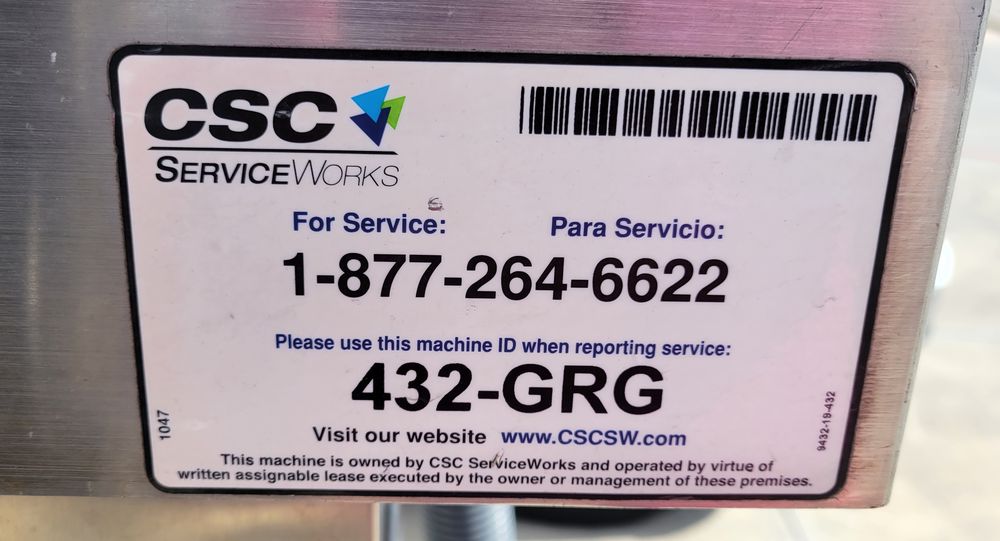 CSC
SERVICEWORKS
For Service: Para Servicio:
1-877-264-6622
Please use this machine ID when reporting service:
432-GRG
Visit our website www.CSCSW.com
This machine is owned by CSC ServiceWorks and operated by virtue of
written assignable lease executed by the owner or management of these premises.
1047
9432-19-432